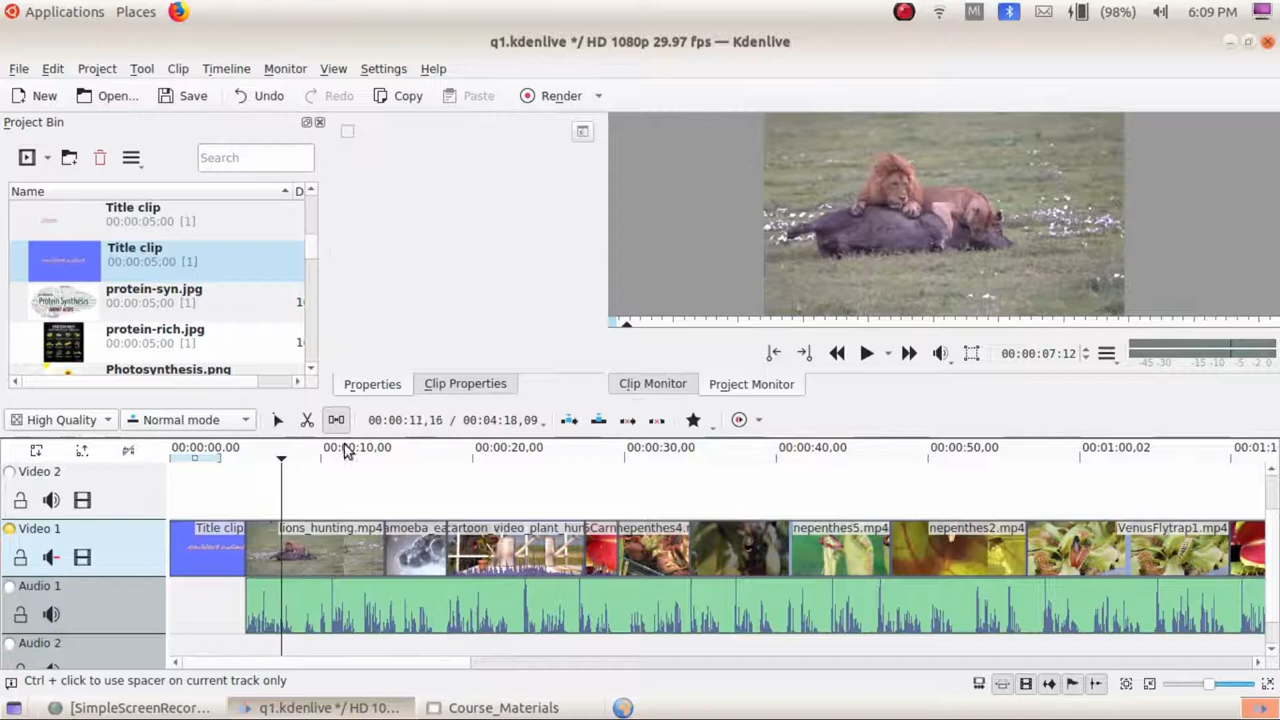 Applications Places (98%) 6:09 PM
q1.kdenlive */ HD 1080p 29.97 fps — Kdenlive
File Edit Project Tool Clip Timeline Monitor View Settings Help
New Open... Save Undo Redo Copy Paste Render
Project Bin
Search
Name D
Title clip
00:00:05;00 [1]
Title clip
00:00:05;00 [1]
protein-syn.jpg
00:00:05;00 [1]
protein-rich.jpg
00:00:05;00 [1]
Photosynthesis.png
00:00:07;12
-45 -30 -15 -10 -5 -2 0
Properties Clip Properties Clip Monitor Project Monitor
High Quality Normal mode 00:00:11,16 / 00:04:18,09
00:00:00,00 00:00:10,00 00:00:20,00 00:00:30,00 00:00:40,00 00:00:50,00 00:01:00,02 00:01:1
Video 2
Video 1
Title clip lions_hunting.mp4 amoeba_ea cartoon_video_plant_hun Carn nepenthes4. nepenthes5.mp4 nepenthes2.mp4 VenusFlytrap1.mp4
Audio 1
Audio 2
Ctrl + click to use spacer on current track only
[SimpleScreenRecor... q1.kdenlive */ HD 10... Course_Materials